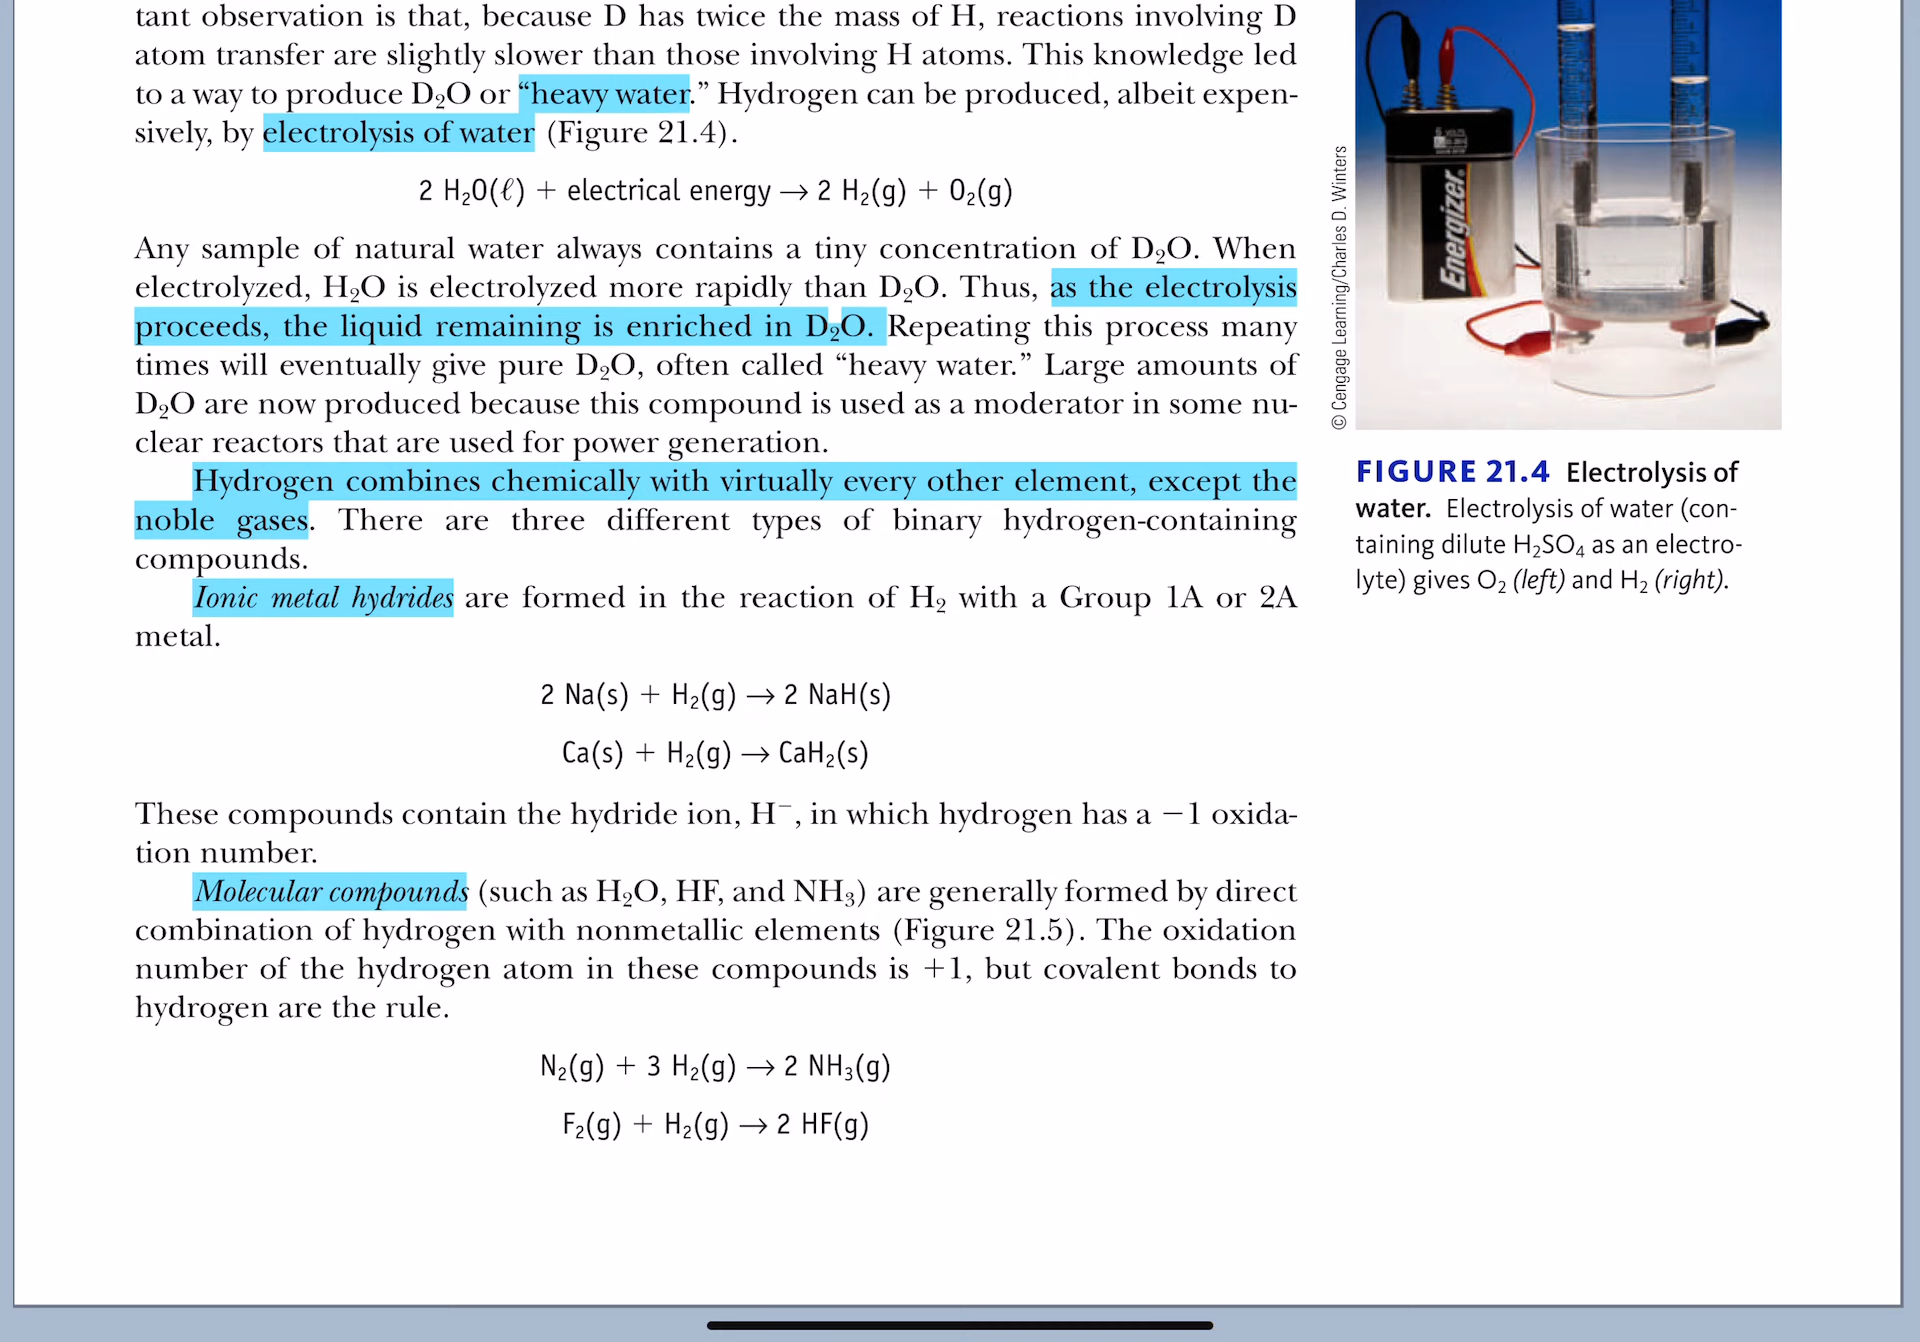 tant observation is that, because D has twice the mass of H, reactions involving D
atom transfer are slightly slower than those involving H atoms. This knowledge led
to a way to produce D₂O or “heavy water.” Hydrogen can be produced, albeit expen-
sively, by electrolysis of water (Figure 21.4).
2 H₂O(ℓ) + electrical energy → 2 H₂(g) + O₂(g)
Any sample of natural water always contains a tiny concentration of D₂O. When
electrolyzed, H₂O is electrolyzed more rapidly than D₂O. Thus, as the electrolysis
proceeds, the liquid remaining is enriched in D₂O. Repeating this process many
times will eventually give pure D₂O, often called “heavy water.” Large amounts of
D₂O are now produced because this compound is used as a moderator in some nu-
clear reactors that are used for power generation.
Hydrogen combines chemically with virtually every other element, except the
noble gases. There are three different types of binary hydrogen-containing
compounds.
Ionic metal hydrides are formed in the reaction of H₂ with a Group 1A or 2A
metal.
2 Na(s) + H₂(g) → 2 NaH(s)
Ca(s) + H₂(g) → CaH₂(s)
These compounds contain the hydride ion, H⁻, in which hydrogen has a −1 oxida-
tion number.
Molecular compounds (such as H₂O, HF, and NH₃) are generally formed by direct
combination of hydrogen with nonmetallic elements (Figure 21.5). The oxidation
number of the hydrogen atom in these compounds is +1, but covalent bonds to
hydrogen are the rule.
N₂(g) + 3 H₂(g) → 2 NH₃(g)
F₂(g) + H₂(g) → 2 HF(g)
© Cengage Learning/Charles D. Winters
Energizer.
FIGURE 21.4 Electrolysis of
water. Electrolysis of water (con-
taining dilute H₂SO₄ as an electro-
lyte) gives O₂ (left) and H₂ (right).